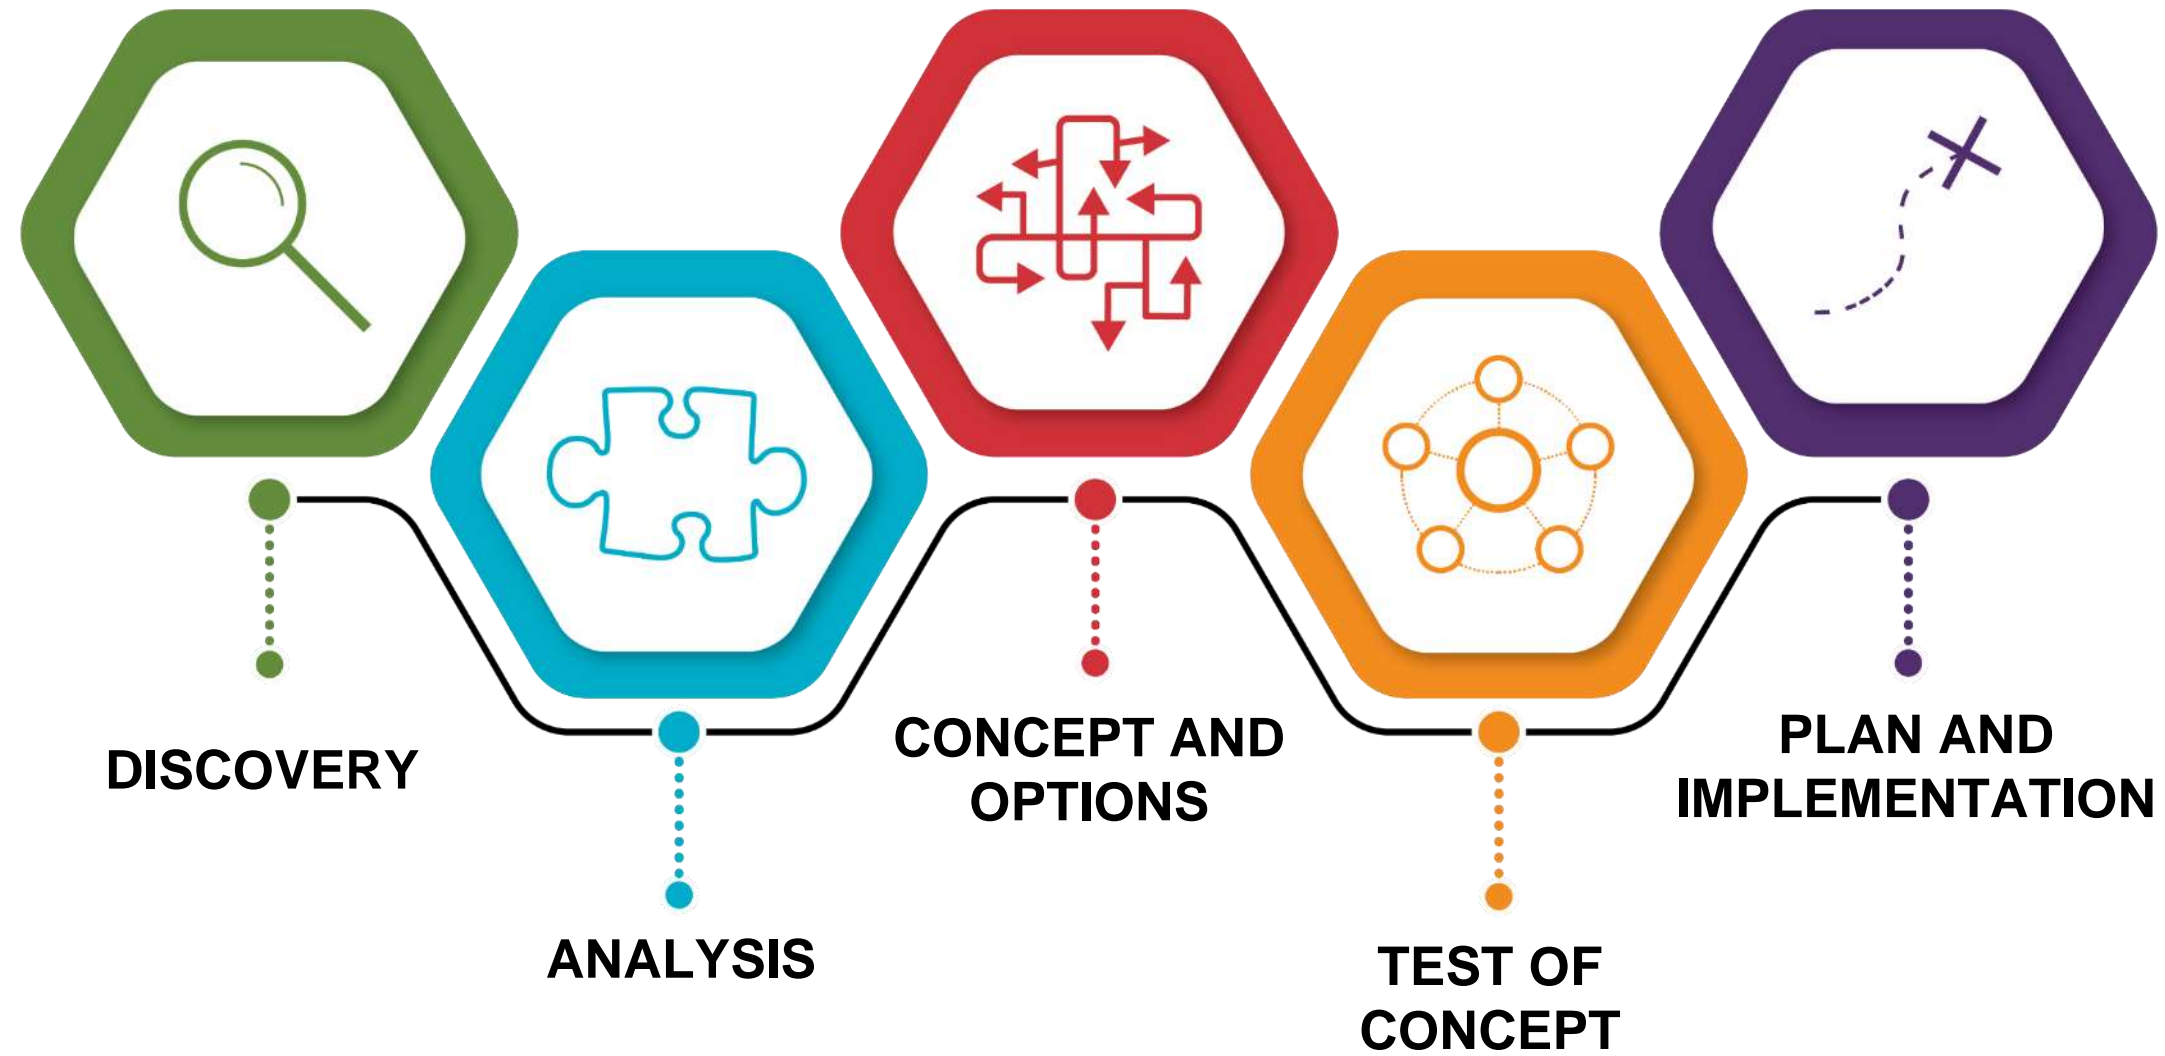 DISCOVERY
ANALYSIS
CONCEPT AND
OPTIONS
TEST OF
CONCEPT
PLAN AND
IMPLEMENTATION